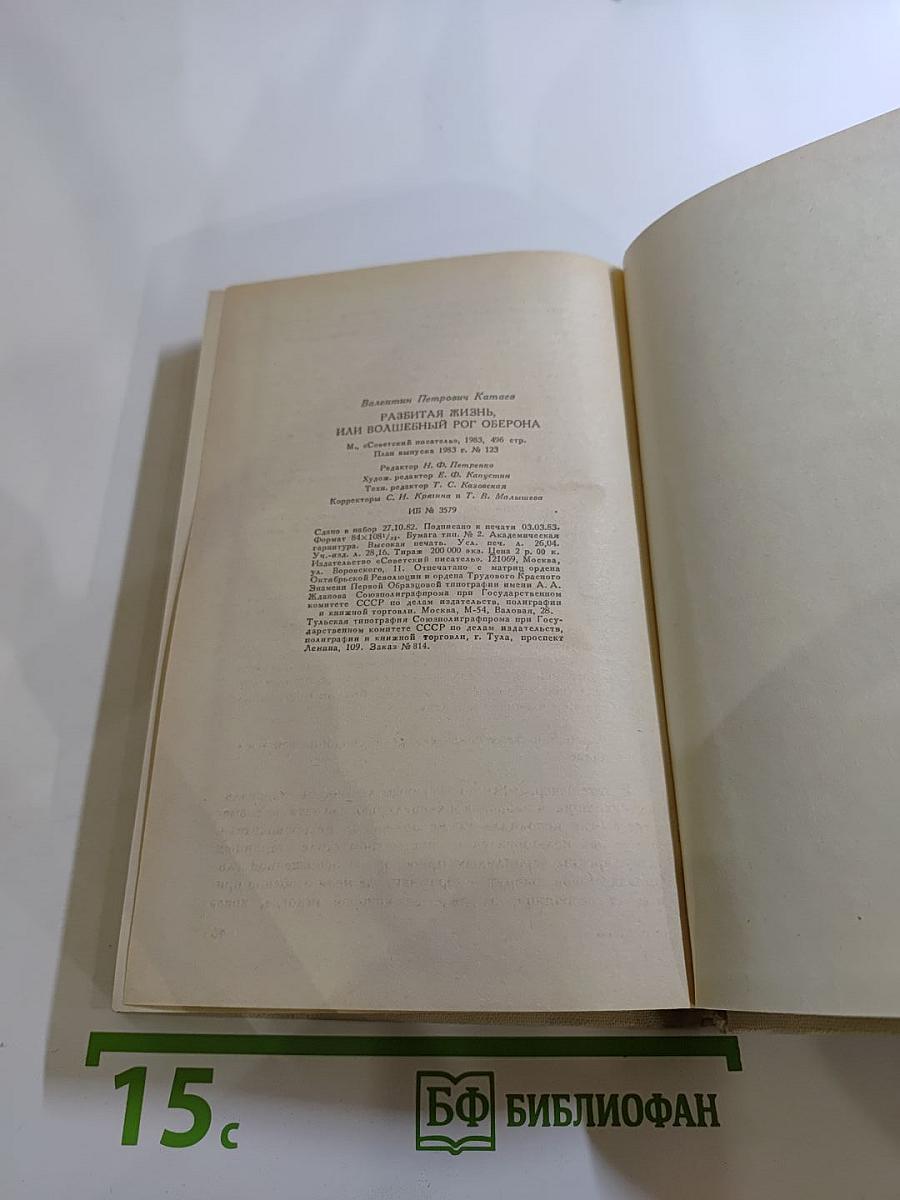 Валентин Петрович Катаев
РАЗБИТАЯ ЖИЗНЬ,
ИЛИ ВОЛШЕБНЫЙ РОГ ОБЕРОНА
М., «Советский писатель», 1983, 496 стр.
План выпуска 1983 г. № 123
Редактор Н. Ф. Петренко
Худож. редактор Е. Ф. Капустин
Техн. редактор Т. С. Казовская
Корректоры С. И. Крягина и Т. В. Малышева
ИБ № 3579
Сдано в набор 27.10.82. Подписано к печати 03.03.83.
Формат 84×108¹/₃₂. Бумага тип. № 2. Академическая
гарнитура. Высокая печать. Усл. печ. л. 26,04.
Уч.-изд. л. 28,16. Тираж 200 000 экз. Цена 2 р. 00 к.
Издательство «Советский писатель». 121069, Москва,
ул. Воровского, 11. Отпечатано с матриц ордена
Октябрьской Революции и ордена Трудового Красного
Знамени Первой Образцовой типографии имени А. А.
Жданова Союзполиграфпрома при Государственном
комитете СССР по делам издательств, полиграфии
и книжной торговли. Москва, М-54, Валовая, 28.
Тульская типография Союзполиграфпрома при Госу-
дарственном комитете СССР по делам издательств,
полиграфии и книжной торговли, г. Тула, проспект
Ленина, 109. Заказ № 814.
15 с
БФ БИБЛИОФАН